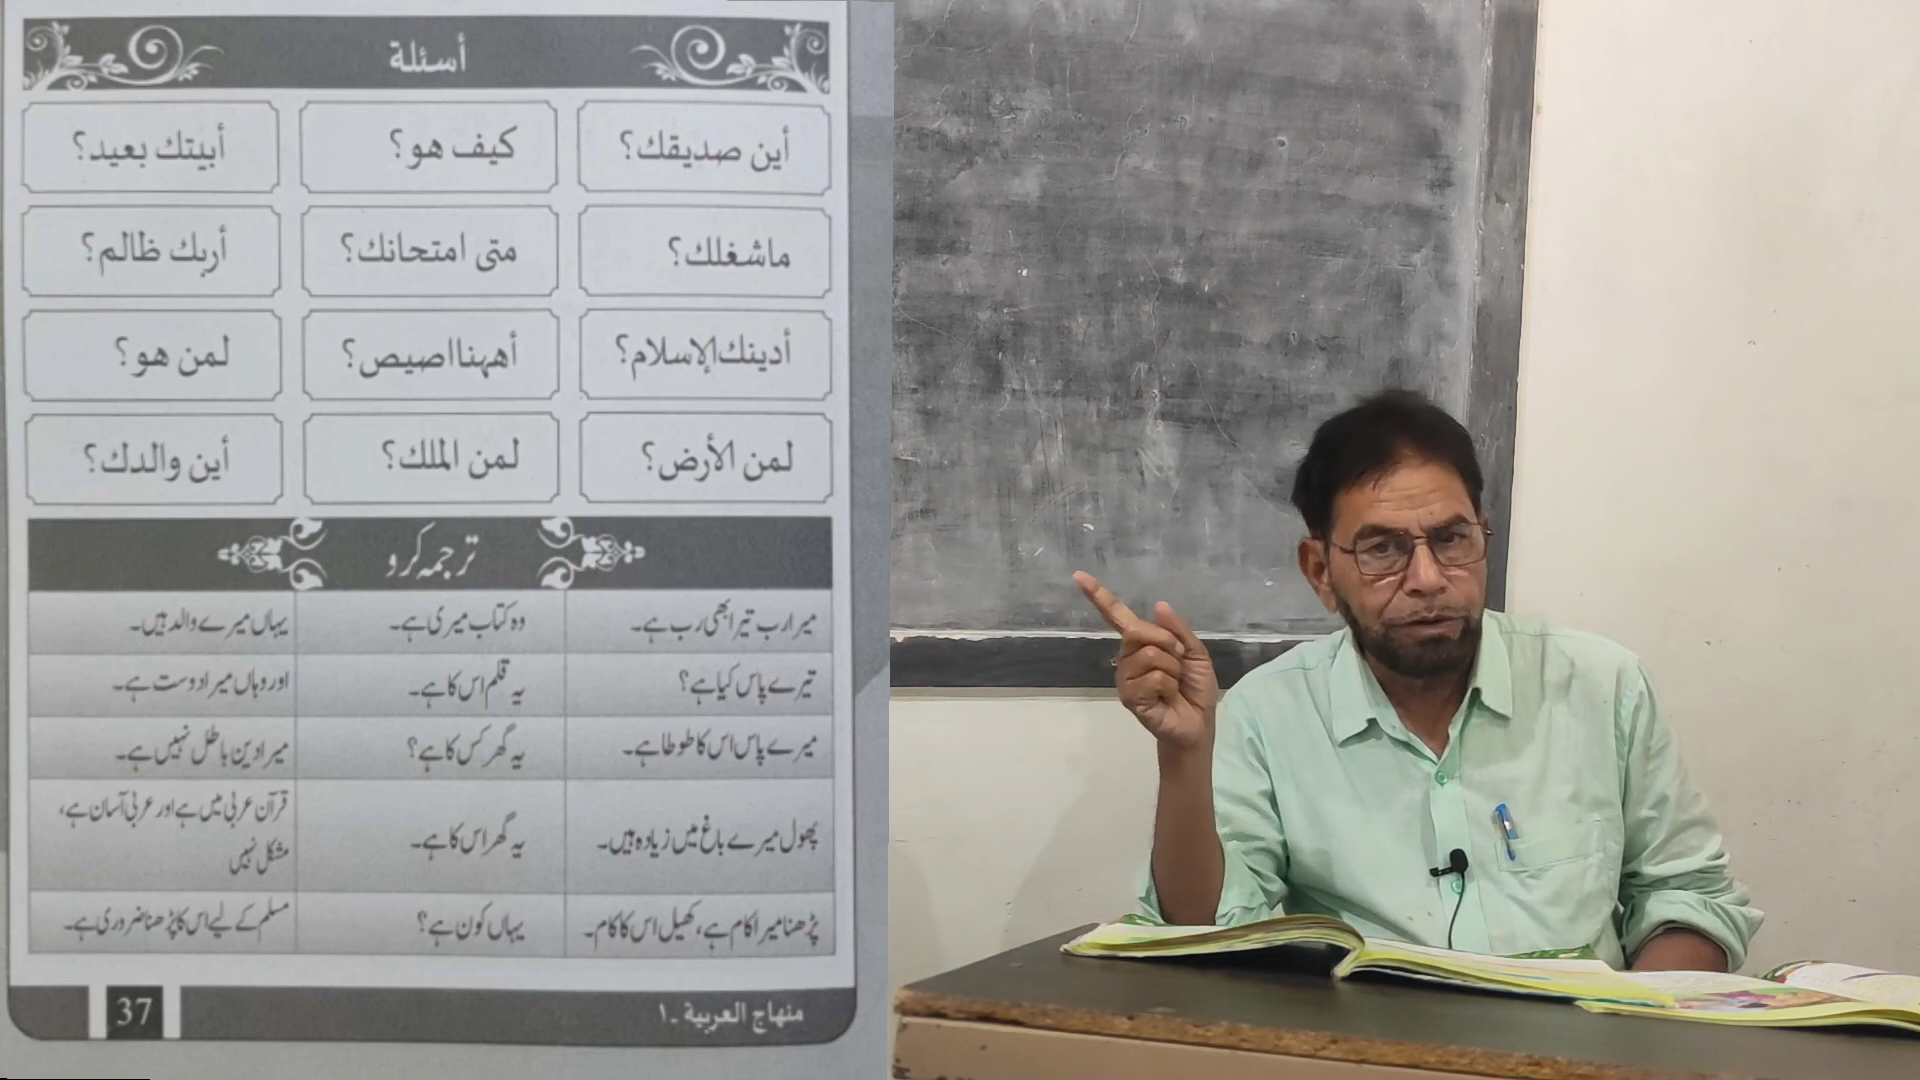 أسئلة
أين صديقك؟ كيف هو؟ أبيتك بعيد؟
ماشغلك؟ متى امتحانك؟ أربك ظالم؟
أدينك الإسلام؟ أههنا اصيص؟ لمن هو؟
لمن الأرض؟ لمن الملك؟ أين والدك؟
ترجمہ کرو
میرا رب تیرا بھی رب ہے۔ وہ کتاب میری ہے۔ یہاں میرے والد ہیں۔
تیرے پاس کیا ہے؟ یہ قلم اس کا ہے۔ اور وہاں میرا دوست ہے۔
میرے پاس اس کا طوطا ہے۔ یہ گھر کس کا ہے؟ میرا دین باطل نہیں ہے۔
پھول میرے باغ میں زیادہ ہیں۔ یہ گھر اس کا ہے۔ قرآن عربی میں ہے اور عربی آسان ہے،
مشکل نہیں
پڑھنا میرا کام ہے، کھیل اس کا کام۔ یہاں کون ہے؟ مسلم کے لیے اس کا پڑھنا ضروری ہے۔
منهاج العربية ـ١ 37